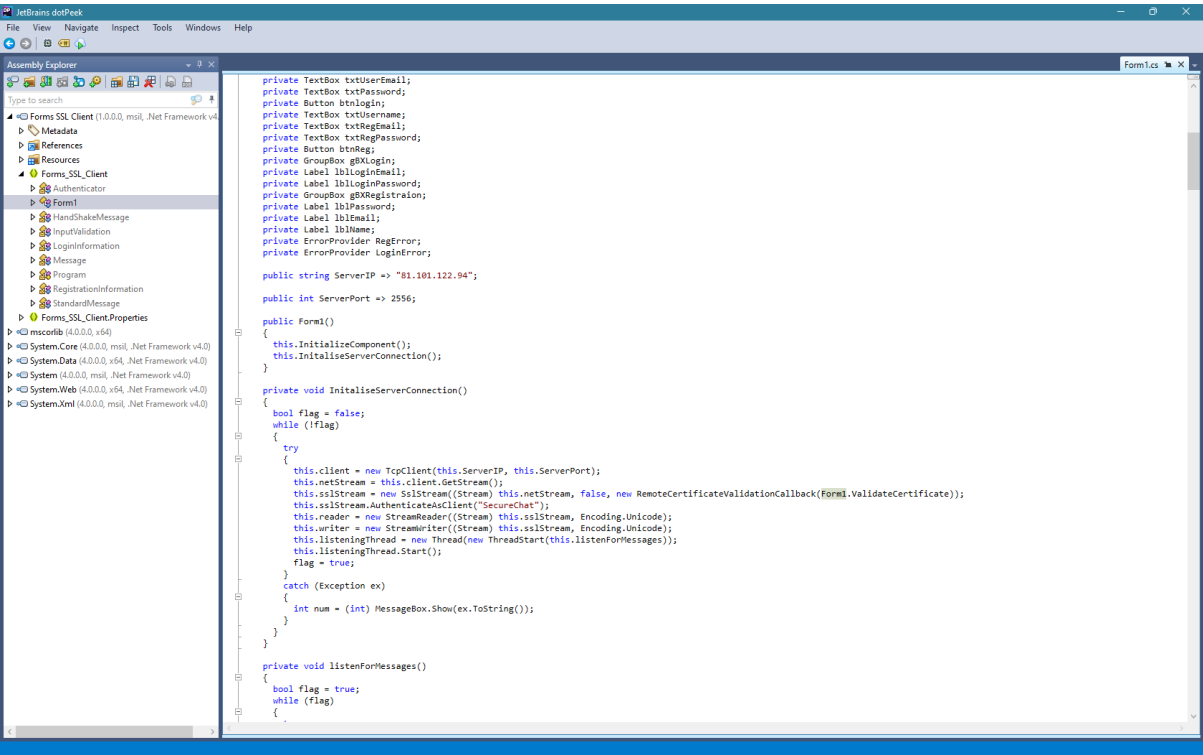 JetBrains dotPeek
File View Navigate Inspect Tools Windows Help
Assembly Explorer
Form1.cs
Type to search
Forms SSL Client (1.0.0.0, msil, .Net Framework v4.
Metadata
References
Resources
Forms_SSL_Client
Authenticator
Form1
HandShakeMessage
InputValidation
LoginInformation
Message
Program
RegistrationInformation
StandardMessage
Forms_SSL_Client.Properties
mscorlib (4.0.0.0, x64)
System.Core (4.0.0.0, msil, .Net Framework v4.0)
System.Data (4.0.0.0, x64, .Net Framework v4.0)
System (4.0.0.0, msil, .Net Framework v4.0)
System.Web (4.0.0.0, x64, .Net Framework v4.0)
System.Xml (4.0.0.0, msil, .Net Framework v4.0)
private TextBox txtUserEmail;
private TextBox txtPassword;
private Button btnlogin;
private TextBox txtUsername;
private TextBox txtRegEmail;
private TextBox txtRegPassword;
private Button btnReg;
private GroupBox gBXLogin;
private Label lblLoginEmail;
private Label lblLoginPassword;
private GroupBox gBXRegistraion;
private Label lblPassword;
private Label lblEmail;
private Label lblName;
private ErrorProvider RegError;
private ErrorProvider LoginError;
public string ServerIP => "81.101.122.94";
public int ServerPort => 2556;
public Form1()
{
this.InitializeComponent();
this.InitaliseServerConnection();
}
private void InitaliseServerConnection()
{
bool flag = false;
while (!flag)
{
try
{
this.client = new TcpClient(this.ServerIP, this.ServerPort);
this.netStream = this.client.GetStream();
this.sslStream = new SslStream((Stream) this.netStream, false, new RemoteCertificateValidationCallback(Form1.ValidateCertificate));
this.sslStream.AuthenticateAsClient("SecureChat");
this.reader = new StreamReader((Stream) this.sslStream, Encoding.Unicode);
this.writer = new StreamWriter((Stream) this.sslStream, Encoding.Unicode);
this.listeningThread = new Thread(new ThreadStart(this.listenForMessages));
this.listeningThread.Start();
flag = true;
}
catch (Exception ex)
{
int num = (int) MessageBox.Show(ex.ToString());
}
}
}
private void listenForMessages()
{
bool flag = true;
while (flag)
{